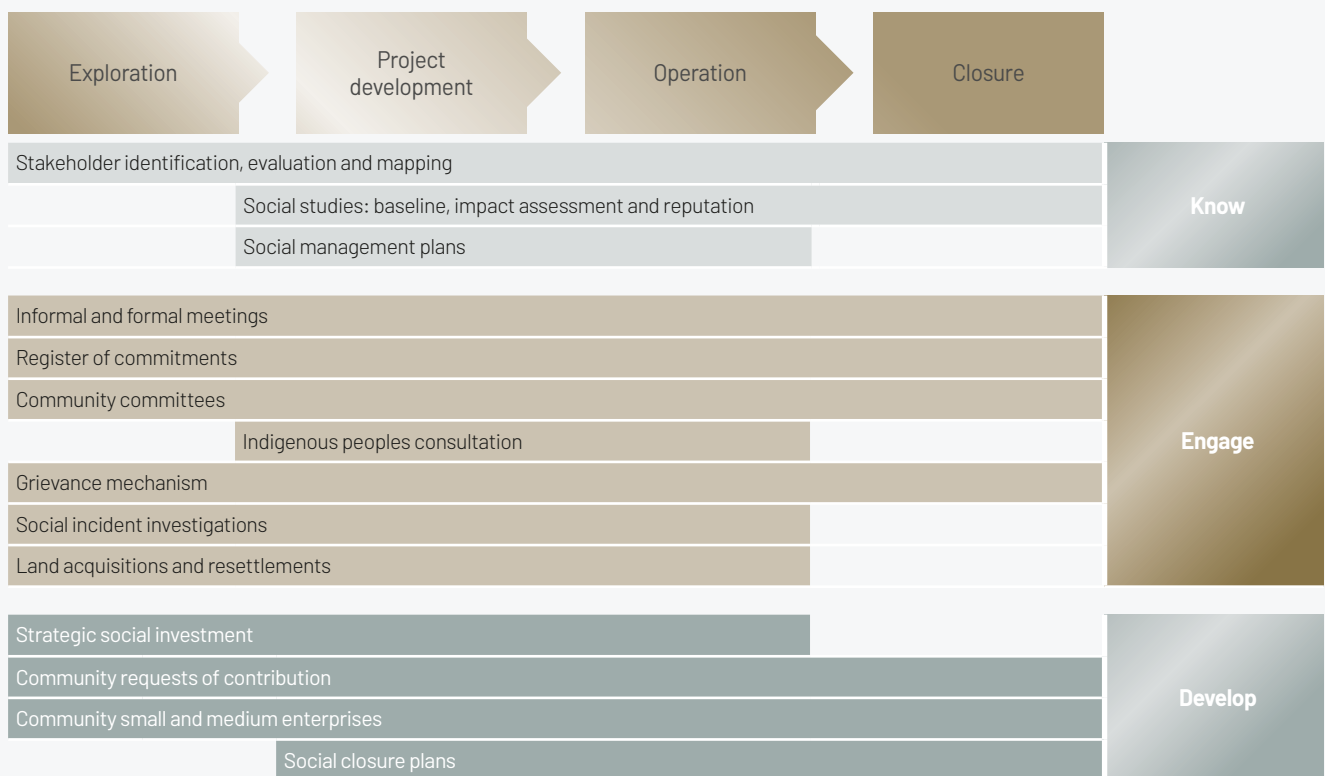 Exploration
Project
development
Operation
Closure
Stakeholder identification, evaluation and mapping
Social studies: baseline, impact assessment and reputation
Know
Social management plans
Informal and formal meetings
Register of commitments
Community committees
Indigenous peoples consultation
Engage
Grievance mechanism
Social incident investigations
Land acquisitions and resettlements
Strategic social investment
Community requests of contribution
Develop
Community small and medium enterprises
Social closure plans